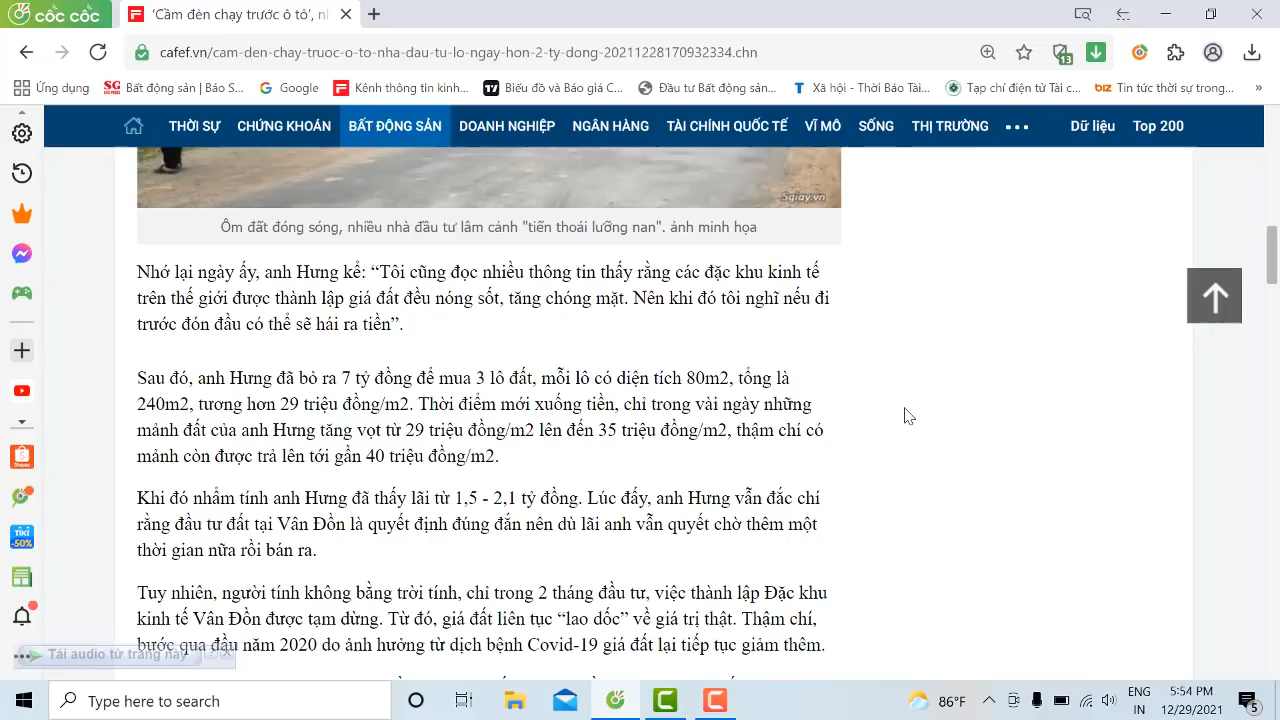 cốc cốc
'Cầm đèn chạy trước ô tô', ni
cafef.vn/cam-den-chay-truoc-o-to-nha-dau-tu-lo-ngay-hon-2-ty-dong-20211228170932334.chn
13
Ứng dụng
SG
Bất động sản | Báo S...
Google
Kênh thông tin kinh...
Biểu đồ và Báo giá C...
Đầu tư Bất động sản...
Xã hội - Thời Báo Tài...
Tạp chí điện tử Tài c...
BIZ
Tin tức thời sự trong...
»
THỜI SỰ
CHỨNG KHOÁN
BẤT ĐỘNG SẢN
DOANH NGHIỆP
NGÂN HÀNG
TÀI CHÍNH QUỐC TẾ
VĨ MÔ
SỐNG
THỊ TRƯỜNG
Dữ liệu
Top 200
Sgiay.vn
Ôm đất đóng sóng, nhiều nhà đầu tư lâm cảnh "tiến thoái lưỡng nan". ảnh minh họa
Nhớ lại ngày ấy, anh Hưng kể: “Tôi cũng đọc nhiều thông tin thấy rằng các đặc khu kinh tế
trên thế giới được thành lập giá đất đều nóng sốt, tăng chóng mặt. Nên khi đó tôi nghĩ nếu đi
trước đón đầu có thể sẽ hái ra tiền”.
Sau đó, anh Hưng đã bỏ ra 7 tỷ đồng để mua 3 lô đất, mỗi lô có diện tích 80m2, tổng là
240m2, tương hơn 29 triệu đồng/m2. Thời điểm mới xuống tiền, chỉ trong vài ngày những
mảnh đất của anh Hưng tăng vọt từ 29 triệu đồng/m2 lên đến 35 triệu đồng/m2, thậm chí có
mảnh còn được trả lên tới gần 40 triệu đồng/m2.
Khi đó nhẩm tính anh Hưng đã thấy lãi từ 1,5 - 2,1 tỷ đồng. Lúc đấy, anh Hưng vẫn đắc chí
rằng đầu tư đất tại Vân Đồn là quyết định đúng đắn nên dù lãi anh vẫn quyết chờ thêm một
thời gian nữa rồi bán ra.
Tuy nhiên, người tính không bằng trời tính, chỉ trong 2 tháng đầu tư, việc thành lập Đặc khu
kinh tế Vân Đồn được tạm dừng. Từ đó, giá đất liên tục “lao dốc” về giá trị thật. Thậm chí,
bước qua đầu năm 2020 do ảnh hưởng từ dịch bệnh Covid-19 giá đất lại tiếp tục giảm thêm.
Tải audio từ trang này
? X
Shopee
TIKI
-50%
Type here to search
86°F
ENG
IN
5:54 PM
12/29/2021
5